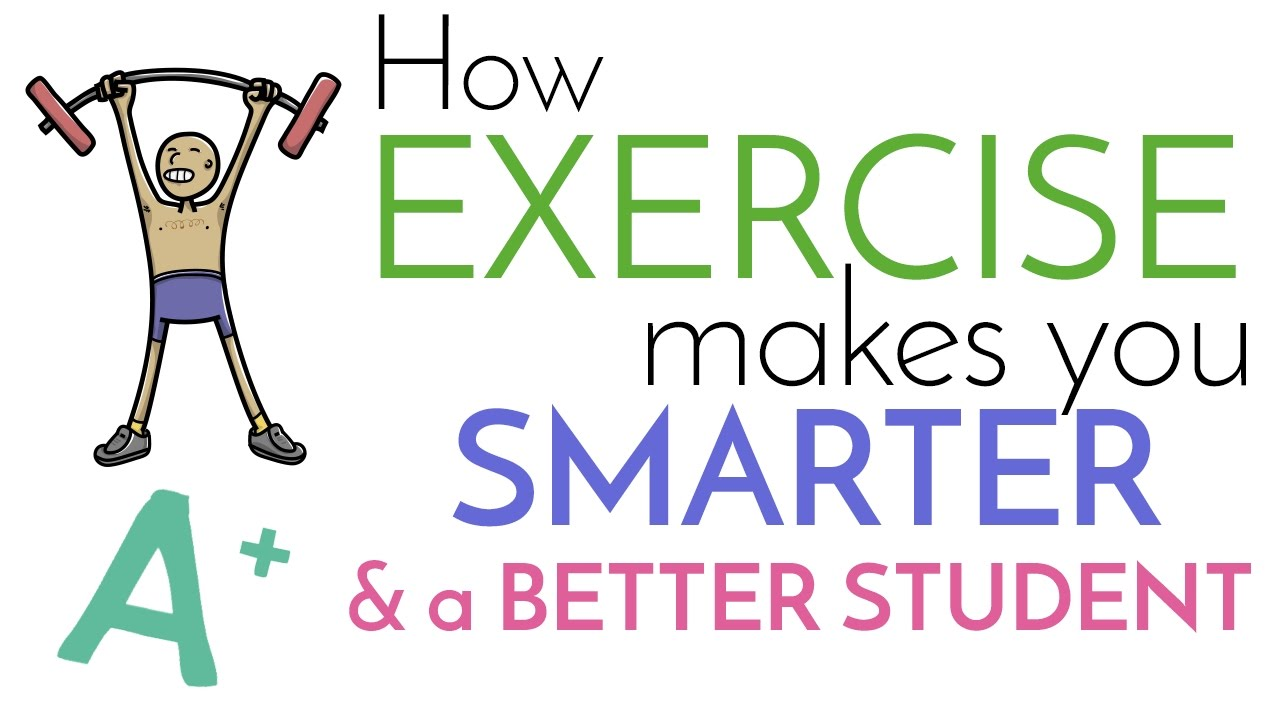 How
EXERCISE
makes you
SMARTER
& a BETTER STUDENT
A+